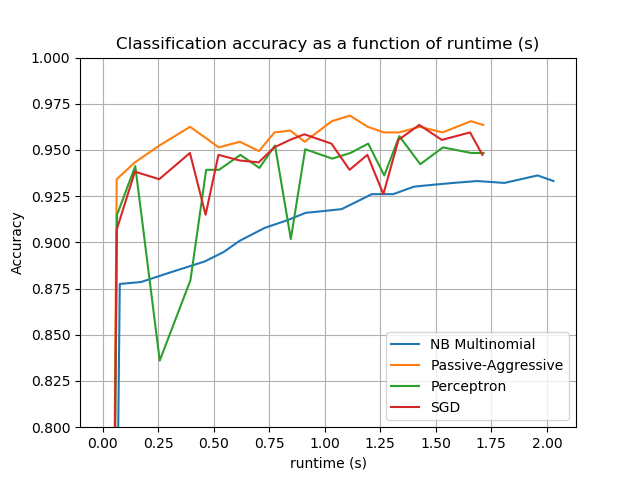 Classification accuracy as a function of runtime (s)
1.000
0.975
0.950
0.925
0.900
0.875
0.850
0.825
0.800
Accuracy
NB Multinomial
Passive-Aggressive
Perceptron
SGD
0.00 0.25 0.50 0.75 1.00 1.25 1.50 1.75 2.00
runtime (s)